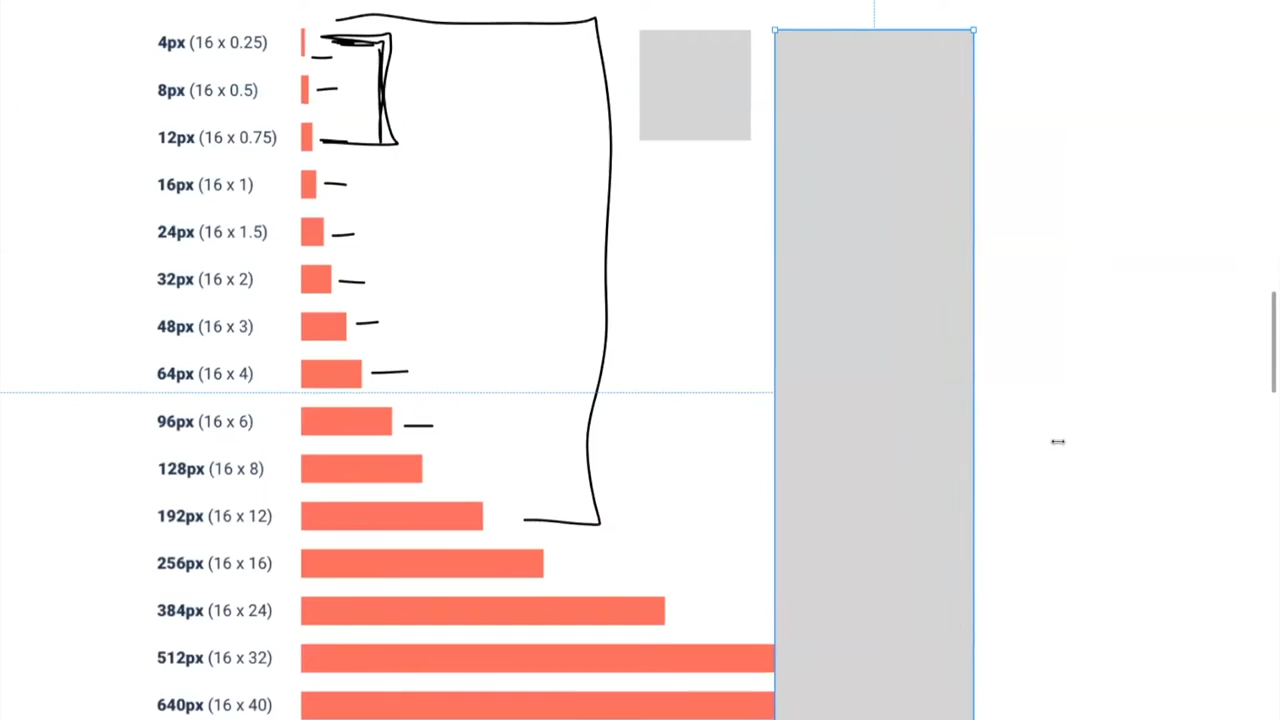 4px (16 x 0.25)
8px (16 x 0.5)
12px (16 x 0.75)
16px (16 x 1)
24px (16 x 1.5)
32px (16 x 2)
48px (16 x 3)
64px (16 x 4)
96px (16 x 6)
128px (16 x 8)
192px (16 x 12)
256px (16 x 16)
384px (16 x 24)
512px (16 x 32)
640px (16 x 40)